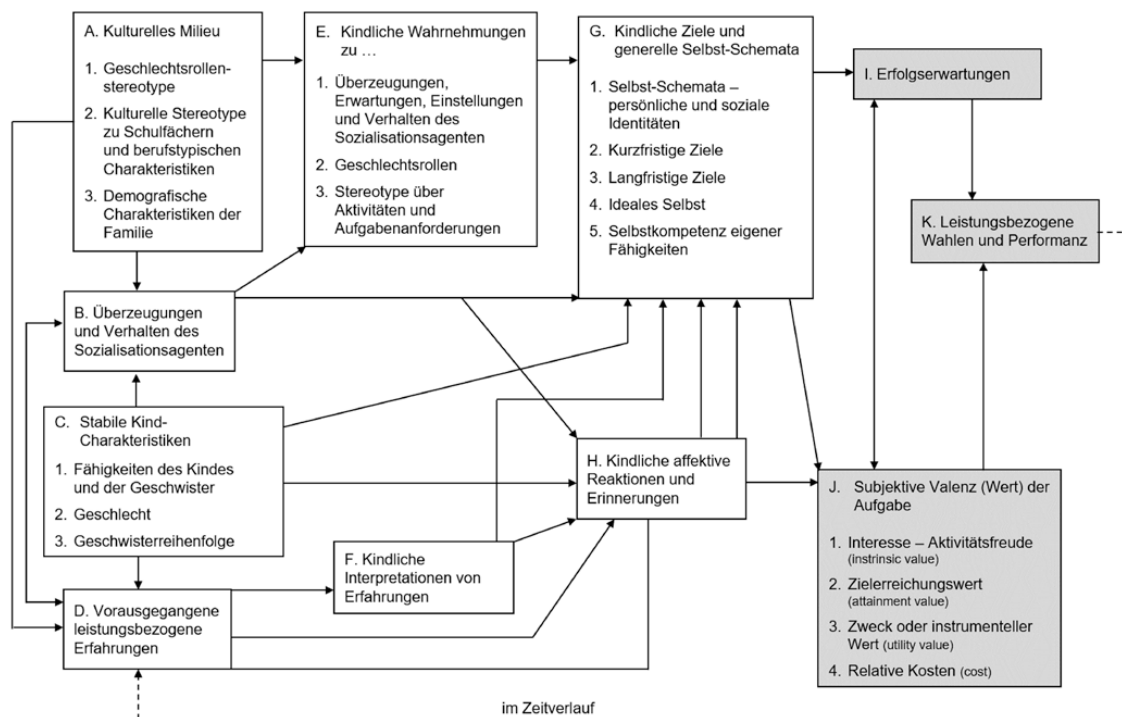 A. Kulturelles Milieu
1. Geschlechtsrollen-
stereotype
2. Kulturelle Stereotype
zu Schulfächern
und berufstypischen
Charakteristiken
3. Demografische
Charakteristiken der
Familie
B. Überzeugungen
und Verhalten des
Sozialisationsagenten
C. Stabile Kind-
Charakteristiken
1. Fähigkeiten des Kindes
und der Geschwister
2. Geschlecht
3. Geschwisterreihenfolge
D. Vorausgegangene
leistungsbezogene
Erfahrungen
E. Kindliche Wahrnehmungen
zu …
1. Überzeugungen,
Erwartungen, Einstellungen
und Verhalten des
Sozialisationsagenten
2. Geschlechtsrollen
3. Stereotype über
Aktivitäten und
Aufgabenanforderungen
F. Kindliche
Interpretationen von
Erfahrungen
G. Kindliche Ziele und
generelle Selbst-Schemata
1. Selbst-Schemata –
persönliche und soziale
Identitäten
2. Kurzfristige Ziele
3. Langfristige Ziele
4. Ideales Selbst
5. Selbstkompetenz eigener
Fähigkeiten
H. Kindliche affektive
Reaktionen und
Erinnerungen
I. Erfolgserwartungen
K. Leistungsbezogene
Wahlen und Performanz
J. Subjektive Valenz (Wert) der
Aufgabe
1. Interesse – Aktivitätsfreude
(instrinsic value)
2. Zielerreichungswert
(attainment value)
3. Zweck oder instrumenteller
Wert (utility value)
4. Relative Kosten (cost)
im Zeitverlauf